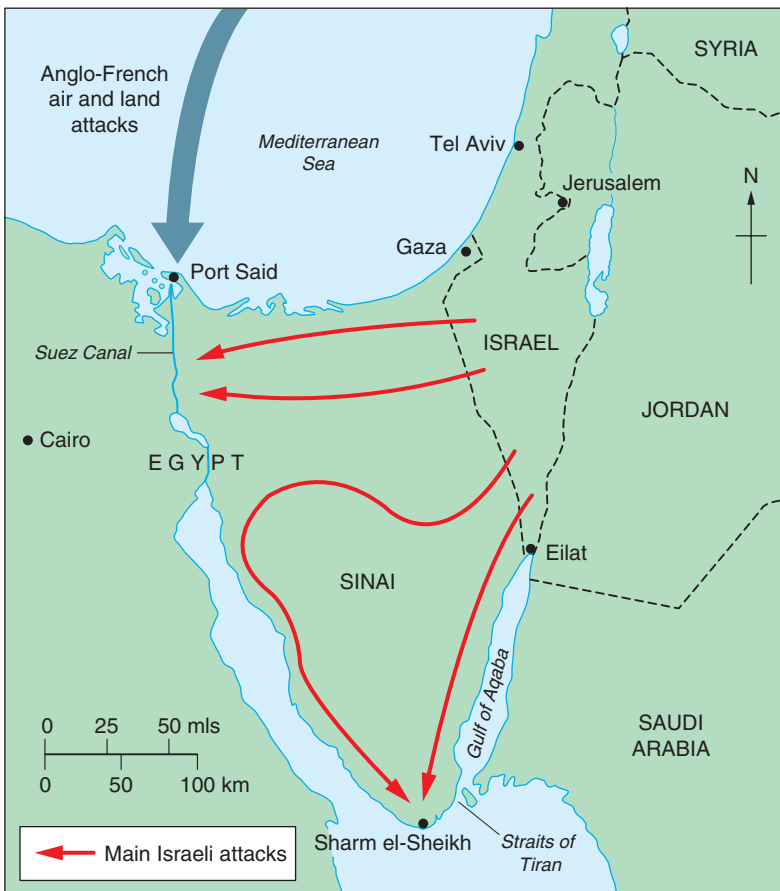 SYRIA
Anglo-French
air and land
attacks
Mediterranean
Sea
Tel Aviv
Jerusalem
N
Gaza
Port Said
Suez Canal
ISRAEL
JORDAN
Cairo
EGYPT
Eilat
SINAI
Gulf of Aqaba
SAUDI
ARABIA
0 25 50 mls
0 50 100 km
Sharm el-Sheikh
Straits of
Tiran
Main Israeli attacks